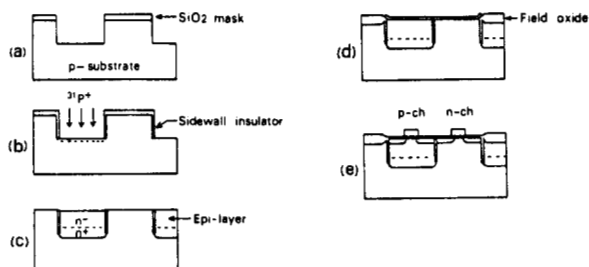 SiO2 mask
(a)
p-substrate
31p+
Sidewall insulator
(b)
n-
n+
Epi-layer
(c)
Field oxide
(d)
p-ch n-ch
(e)